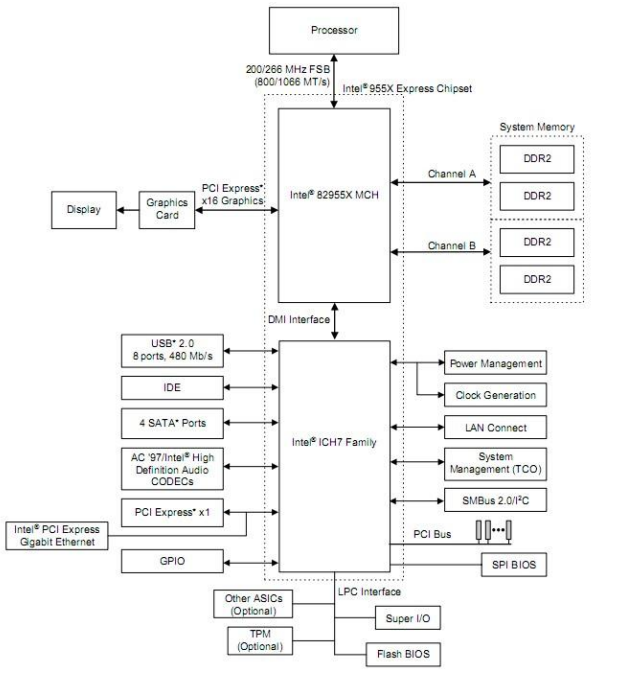 Processor
200/266 MHz FSB
(800/1066 MT/s)
Intel® 955X Express Chipset
System Memory
DDR2
Channel A
PCI Express*
x16 Graphics
Intel® 82955X MCH
DDR2
Display
Graphics
Card
DDR2
Channel B
DDR2
DMI Interface
USB* 2.0
8 ports, 480 Mb/s
Power Management
IDE
Clock Generation
4 SATA* Ports
LAN Connect
Intel® ICH7 Family
AC '97/Intel® High
Definition Audio
CODECs
System
Management (TCO)
SMBus 2.0/I²C
PCI Express* x1
Intel® PCI Express
Gigabit Ethernet
PCI Bus
GPIO
SPI BIOS
LPC Interface
Other ASICs
(Optional)
Super I/O
TPM
(Optional)
Flash BIOS